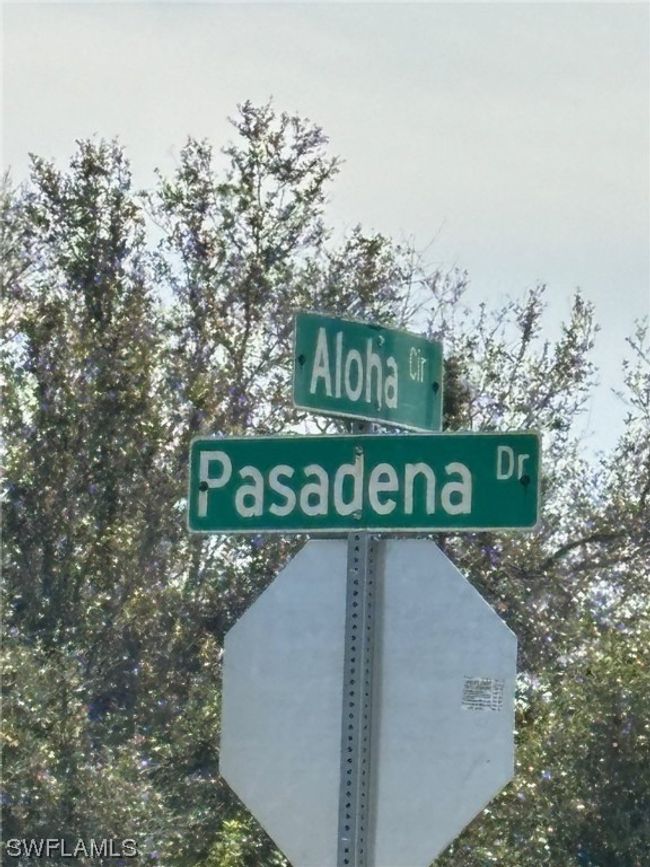 Aloha Cir
Pasadena Dr
SWFLAMLS